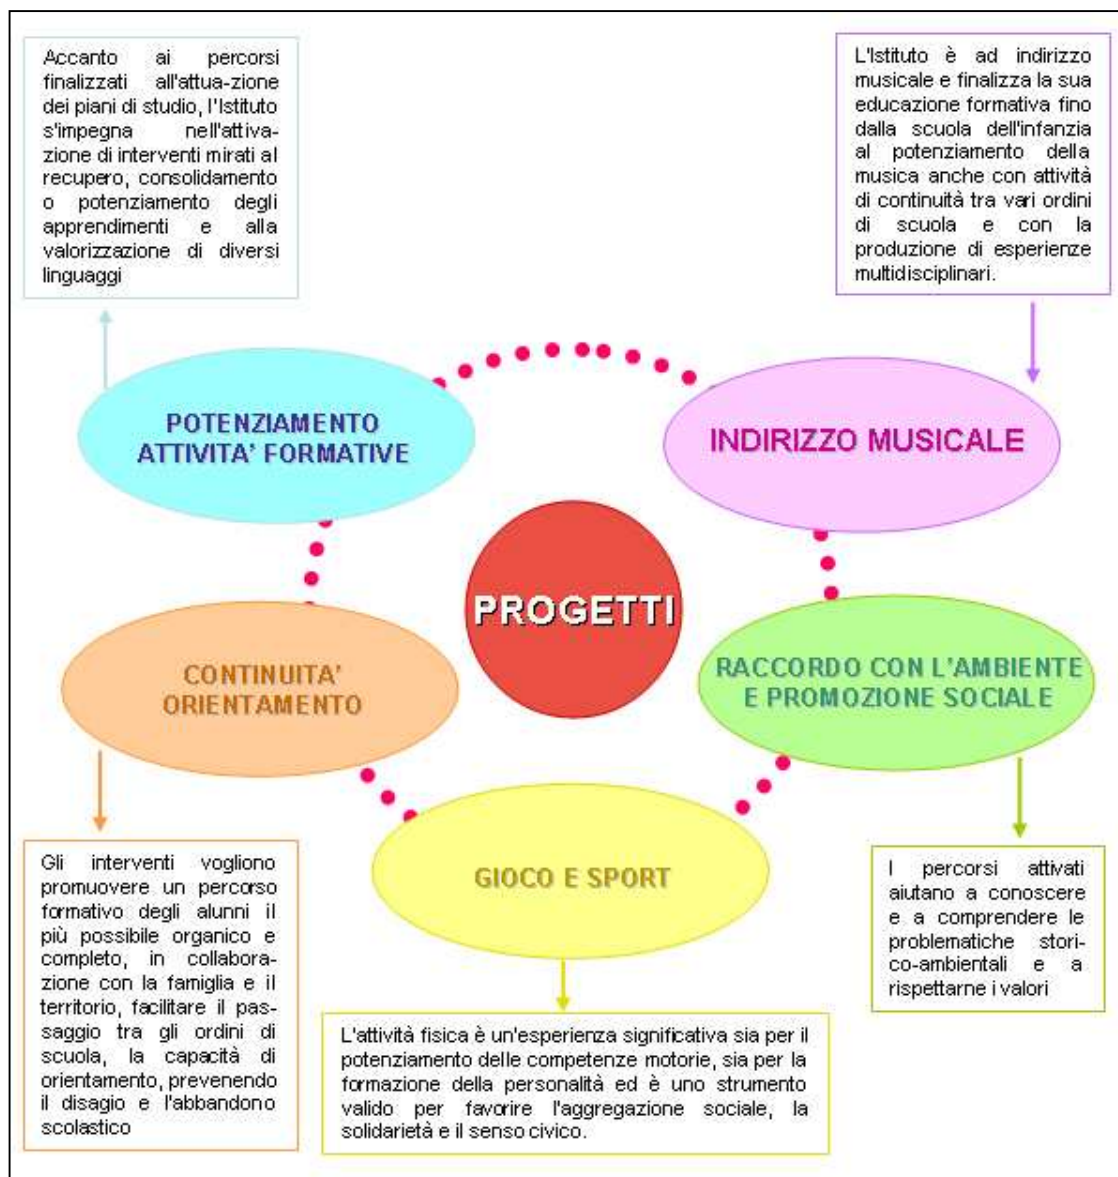 Accanto ai percorsi
finalizzati all'attua-zione
dei piani di studio, l'Istituto
s'impegna nell'attiva-
zione di interventi mirati al
recupero, consolidamento
o potenziamento degli
apprendimenti e alla
valorizzazione di diversi
linguaggi
L'Istituto è ad indirizzo
musicale e finalizza la sua
educazione formativa fino
dalla scuola dell'infanzia
al potenziamento della
musica anche con attività
di continuità tra vari ordini
di scuola e con la
produzione di esperienze
multidisciplinari.
POTENZIAMENTO
ATTIVITA' FORMATIVE
INDIRIZZO MUSICALE
PROGETTI
CONTINUITA'
ORIENTAMENTO
RACCORDO CON L'AMBIENTE
E PROMOZIONE SOCIALE
GIOCO E SPORT
Gli interventi vogliono
promuovere un percorso
formativo degli alunni il
più possibile organico e
completo, in collabora-
zione con la famiglia e il
territorio, facilitare il pas-
saggio tra gli ordini di
scuola, la capacità di
orientamento, prevenendo
il disagio e l'abbandono
scolastico
L'attività fisica è un'esperienza significativa sia per il
potenziamento delle competenze motorie, sia per la
formazione della personalità ed è uno strumento
valido per favorire l'aggregazione sociale, la
solidarietà e il senso civico.
I percorsi attivati
aiutano a conoscere
e a comprendere le
problematiche stori-
co-ambientali e a
rispettarne i valori